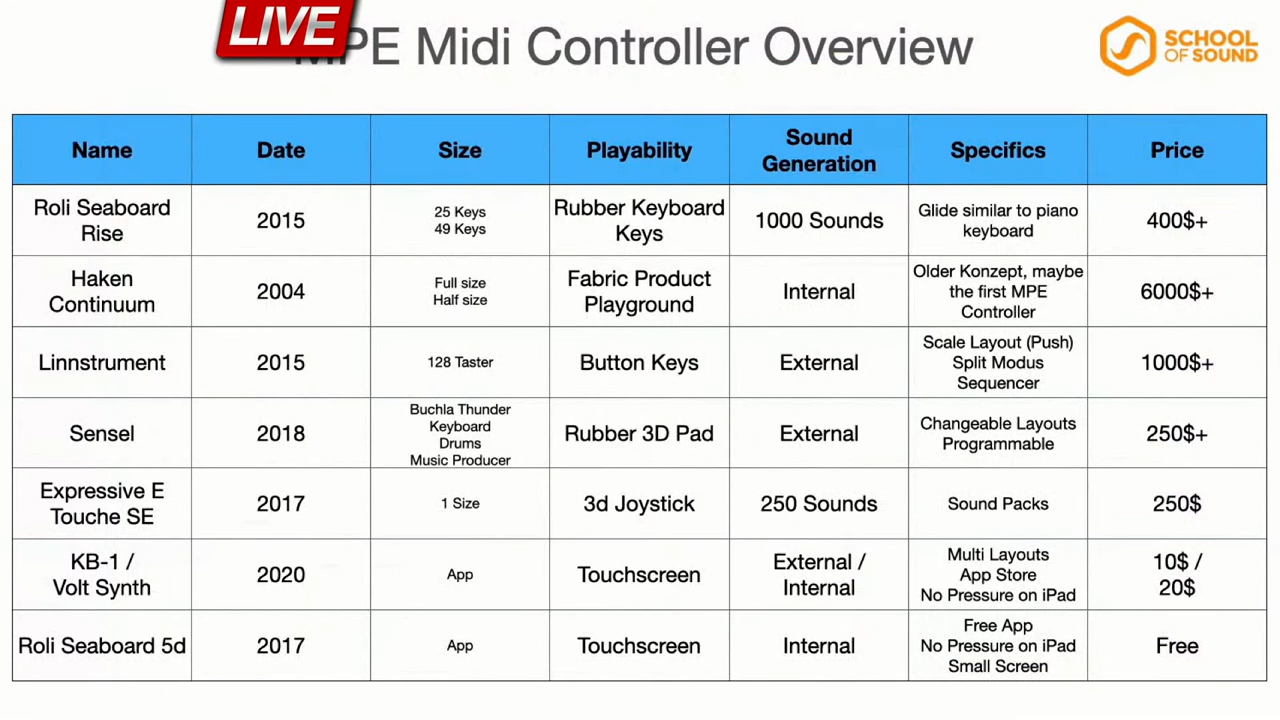 LIVE
MPE Midi Controller Overview
SCHOOL
OF SOUND
Name
Date
Size
Playability
Sound
Generation
Specifics
Price
Roli Seaboard
Rise
2015
25 Keys
49 Keys
Rubber Keyboard
Keys
1000 Sounds
Glide similar to piano
keyboard
400$+
Haken
Continuum
2004
Full size
Half size
Fabric Product
Playground
Internal
Older Konzept, maybe
the first MPE
Controller
6000$+
Linnstrument
2015
128 Taster
Button Keys
External
Scale Layout (Push)
Split Modus
Sequencer
1000$+
Sensel
2018
Buchla Thunder
Keyboard
Drums
Music Producer
Rubber 3D Pad
External
Changeable Layouts
Programmable
250$+
Expressive E
Touche SE
2017
1 Size
3d Joystick
250 Sounds
Sound Packs
250$
KB-1 /
Volt Synth
2020
App
Touchscreen
External /
Internal
Multi Layouts
App Store
No Pressure on iPad
10$ /
20$
Roli Seaboard 5d
2017
App
Touchscreen
Internal
Free App
No Pressure on iPad
Small Screen
Free